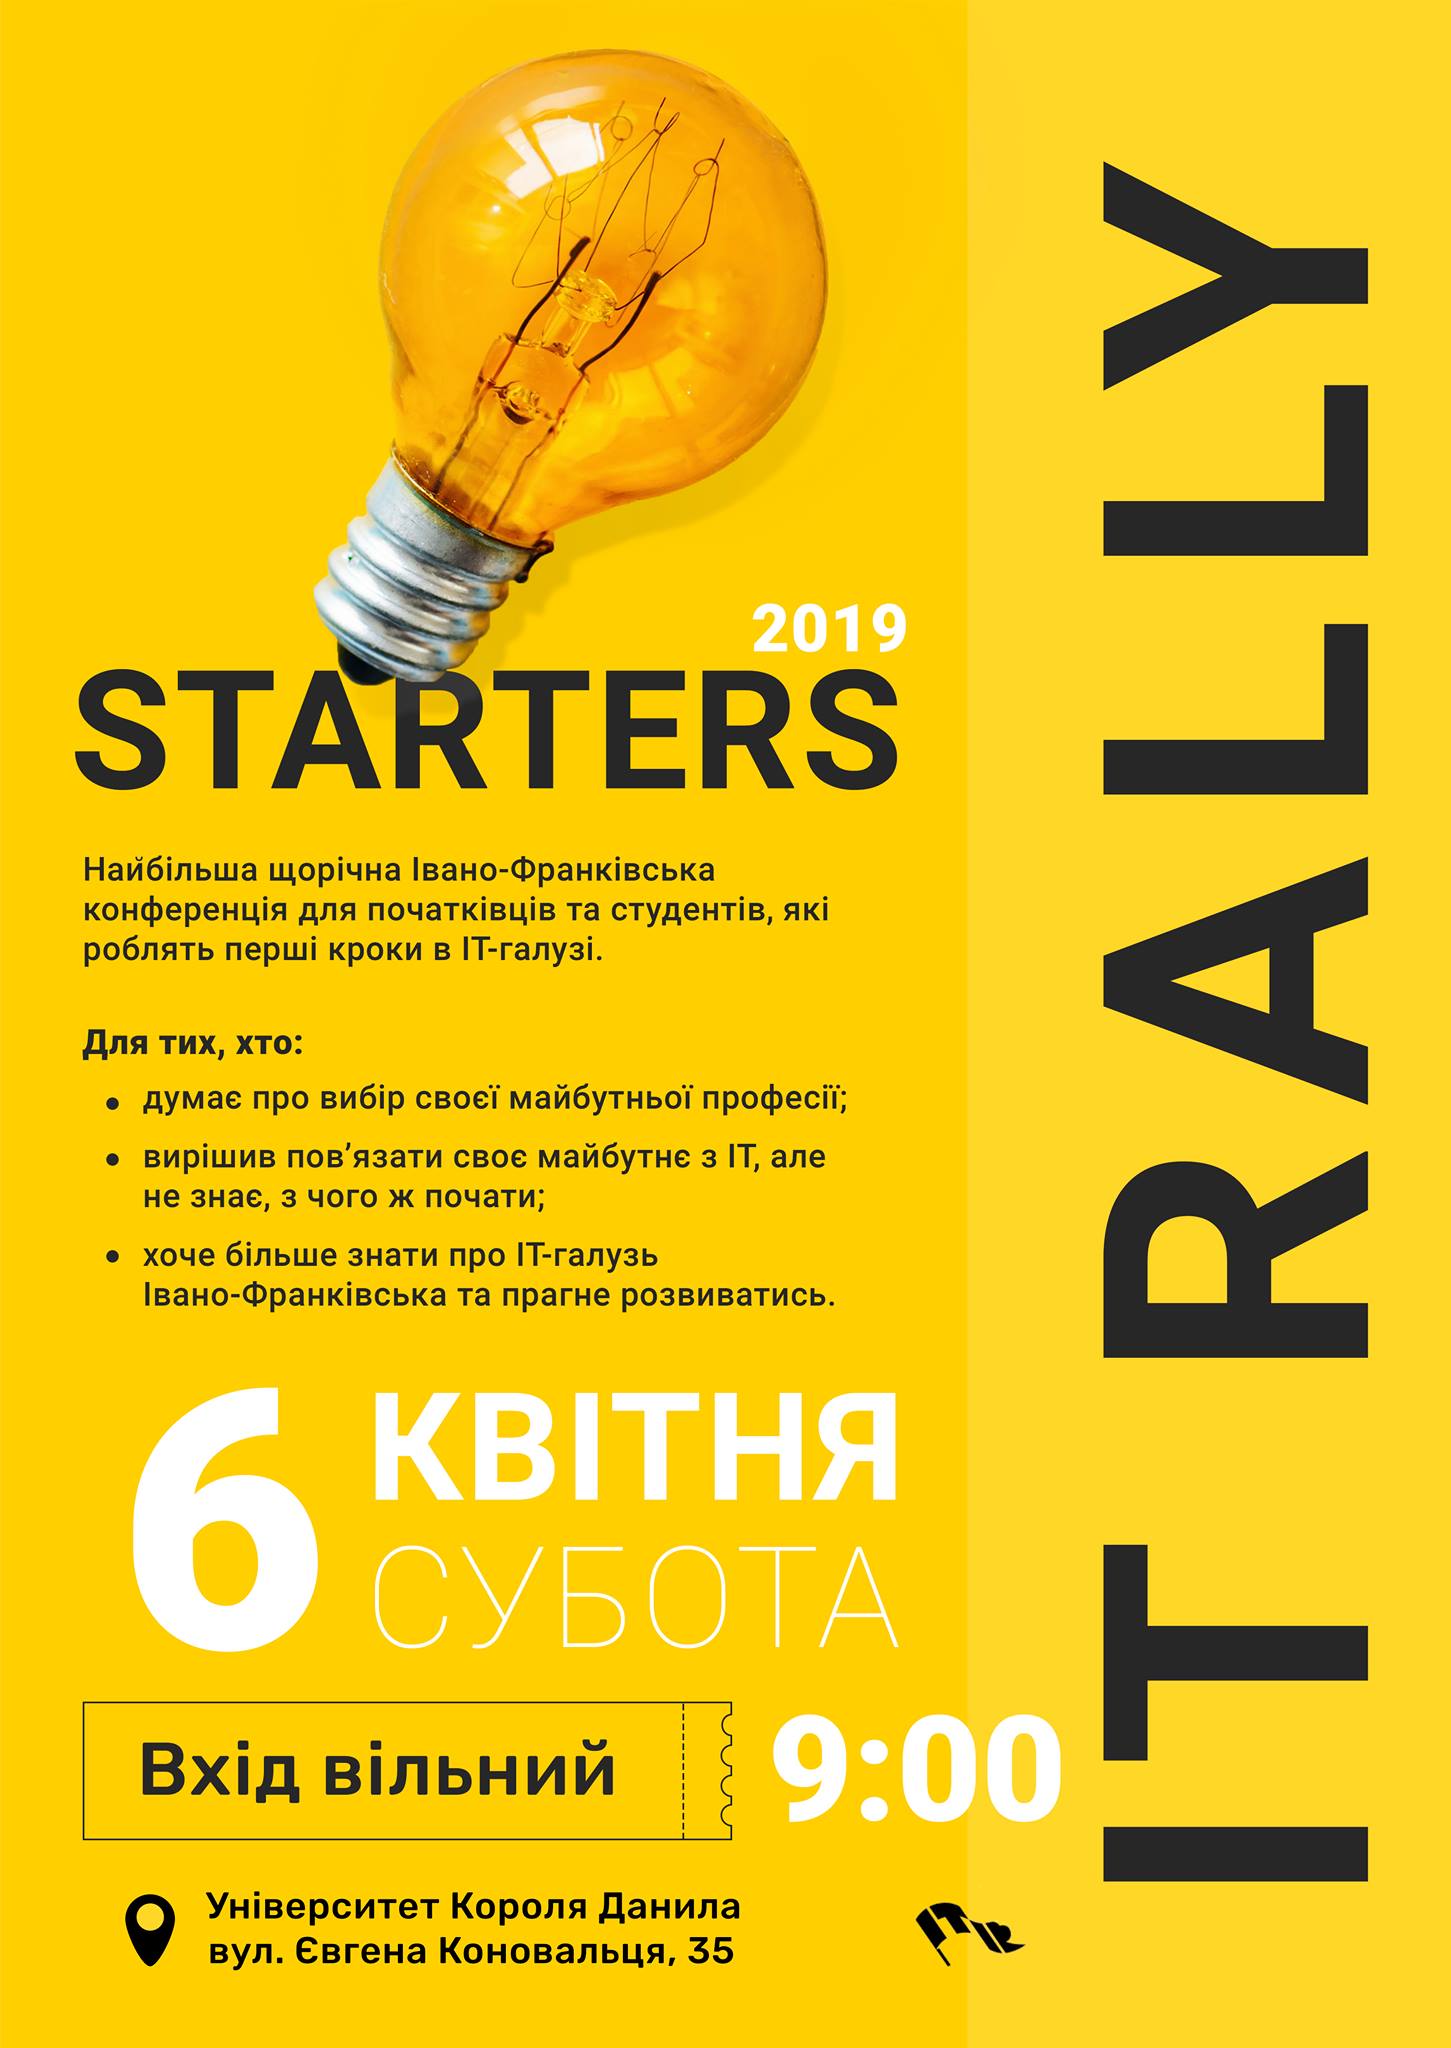 2019
STARTERS
Найбільша щорічна Івано-Франківська
конференція для початківців та студентів, які
роблять перші кроки в ІТ-галузі.
Для тих, хто:
• думає про вибір своєї майбутньої професії;
• вирішив пов’язати своє майбутнє з ІТ, але
не знає, з чого ж почати;
• хоче більше знати про ІТ-галузь
Івано-Франківська та прагне розвиватись.
6
КВІТНЯ
СУБОТА
Вхід вільний
9:00
Університет Короля Данила
вул. Євгена Коновальця, 35
IT RALLY